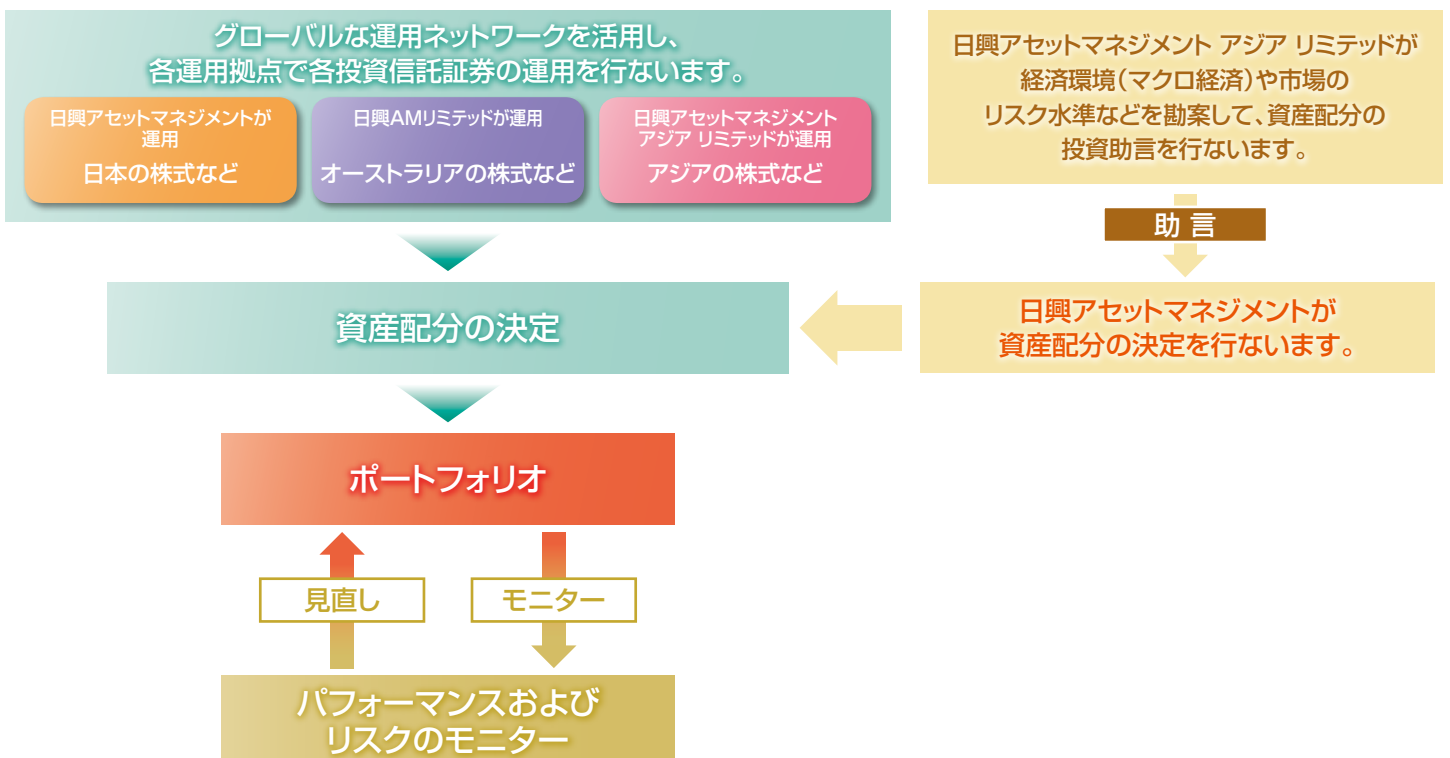 グローバルな運用ネットワークを活用し、
各運用拠点で各投資信託証券の運用を行ないます。
日興アセットマネジメントが
運用
日本の株式など
日興AMリミテッドが運用
オーストラリアの株式など
日興アセットマネジメント
アジア リミテッドが運用
アジアの株式など
日興アセットマネジメント アジア リミテッドが
経済環境(マクロ経済)や市場の
リスク水準などを勘案して、資産配分の
投資助言を行ないます。
助言
資産配分の決定
日興アセットマネジメントが
資産配分の決定を行ないます。
ポートフォリオ
見直し
モニター
パフォーマンスおよび
リスクのモニター